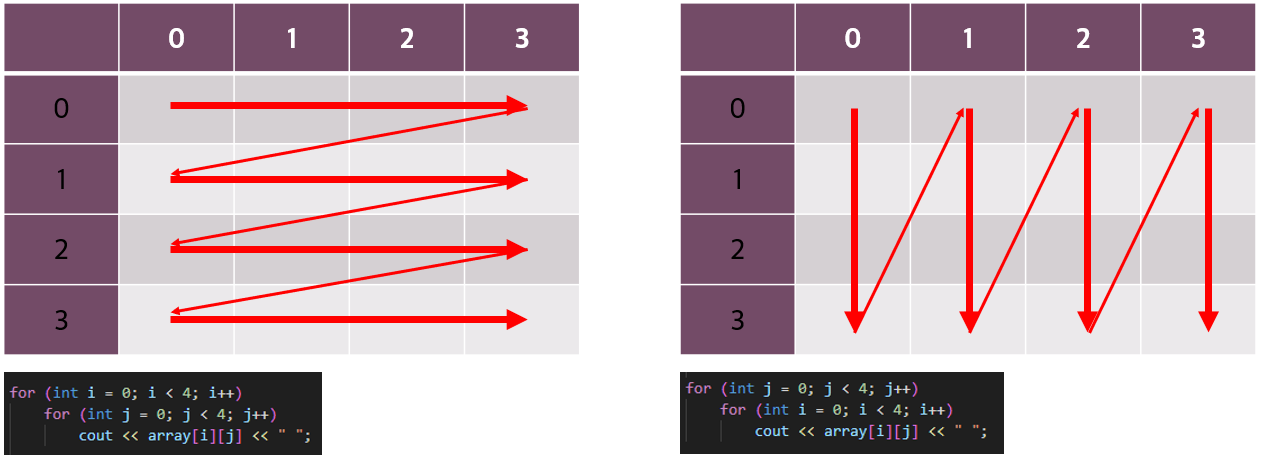 0 1 2 3
0
1
2
3
for (int i = 0; i < 4; i++)
for (int j = 0; j < 4; j++)
cout << array[i][j] << " ";
0 1 2 3
0
1
2
3
for (int j = 0; j < 4; j++)
for (int i = 0; i < 4; i++)
cout << array[i][j] << " ";